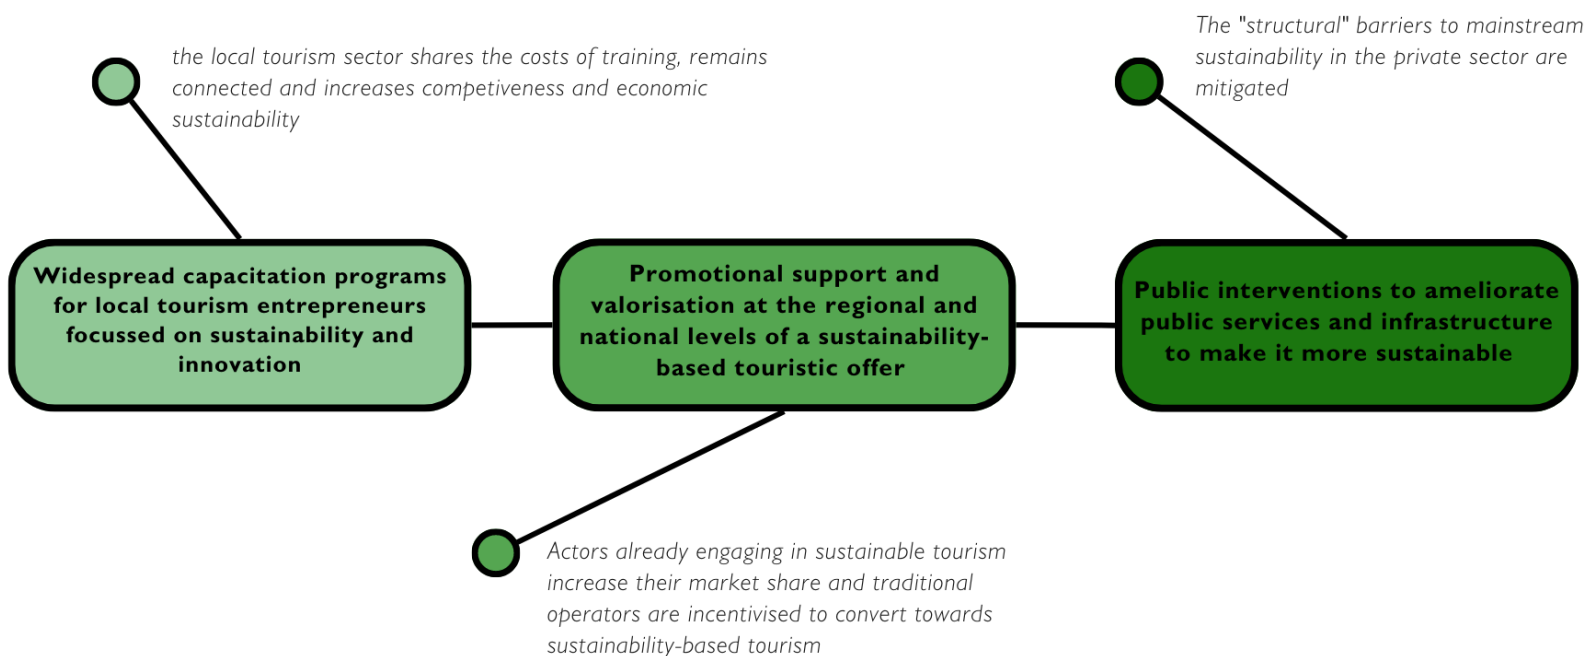 the local tourism sector shares the costs of training, remains
connected and increases competiveness and economic
sustainability
The "structural" barriers to mainstream
sustainability in the private sector are
mitigated
Widespread capacitation programs
for local tourism entrepreneurs
focussed on sustainability and
innovation
Promotional support and
valorisation at the regional and
national levels of a sustainability-
based touristic offer
Public interventions to ameliorate
public services and infrastructure
to make it more sustainable
Actors already engaging in sustainable tourism
increase their market share and traditional
operators are incentivised to convert towards
sustainability-based tourism